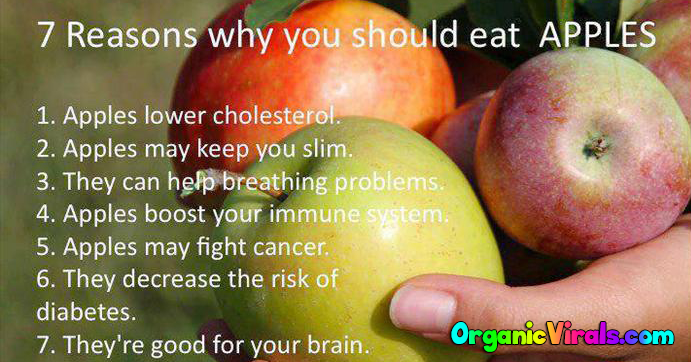 7 Reasons why you should eat  APPLES
1. Apples lower cholesterol.
2. Apples may keep you slim.
3. They can help breathing problems.
4. Apples boost your immune system.
5. Apples may fight cancer.
6. They decrease the risk of
diabetes.
7. They're good for your brain.
OrganicVirals.com